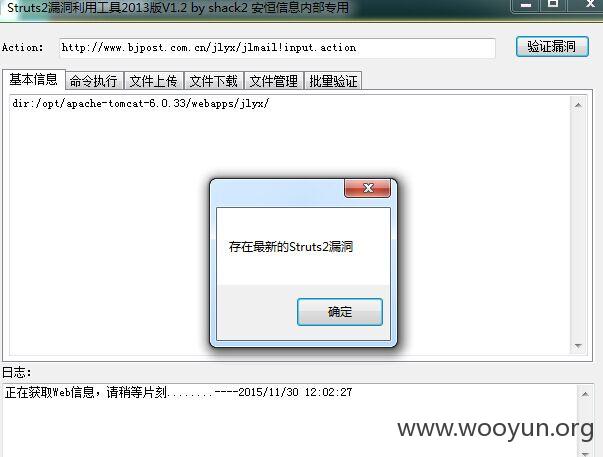 Struts2漏洞利用工具2013版V1.2 by shack2 安恒信息内部专用
Action: http://www.bjpost.com.cn/jlyx/jlmail!input.action 验证漏洞
基本信息 命令执行 文件上传 文件下载 文件管理 批量验证
dir:/opt/apache-tomcat-6.0.33/webapps/jlyx/
存在最新的Struts2漏洞
确定
日志:
正在获取Web信息，请稍等片刻........----2015/11/30 12:02:27
www.wooyun.org